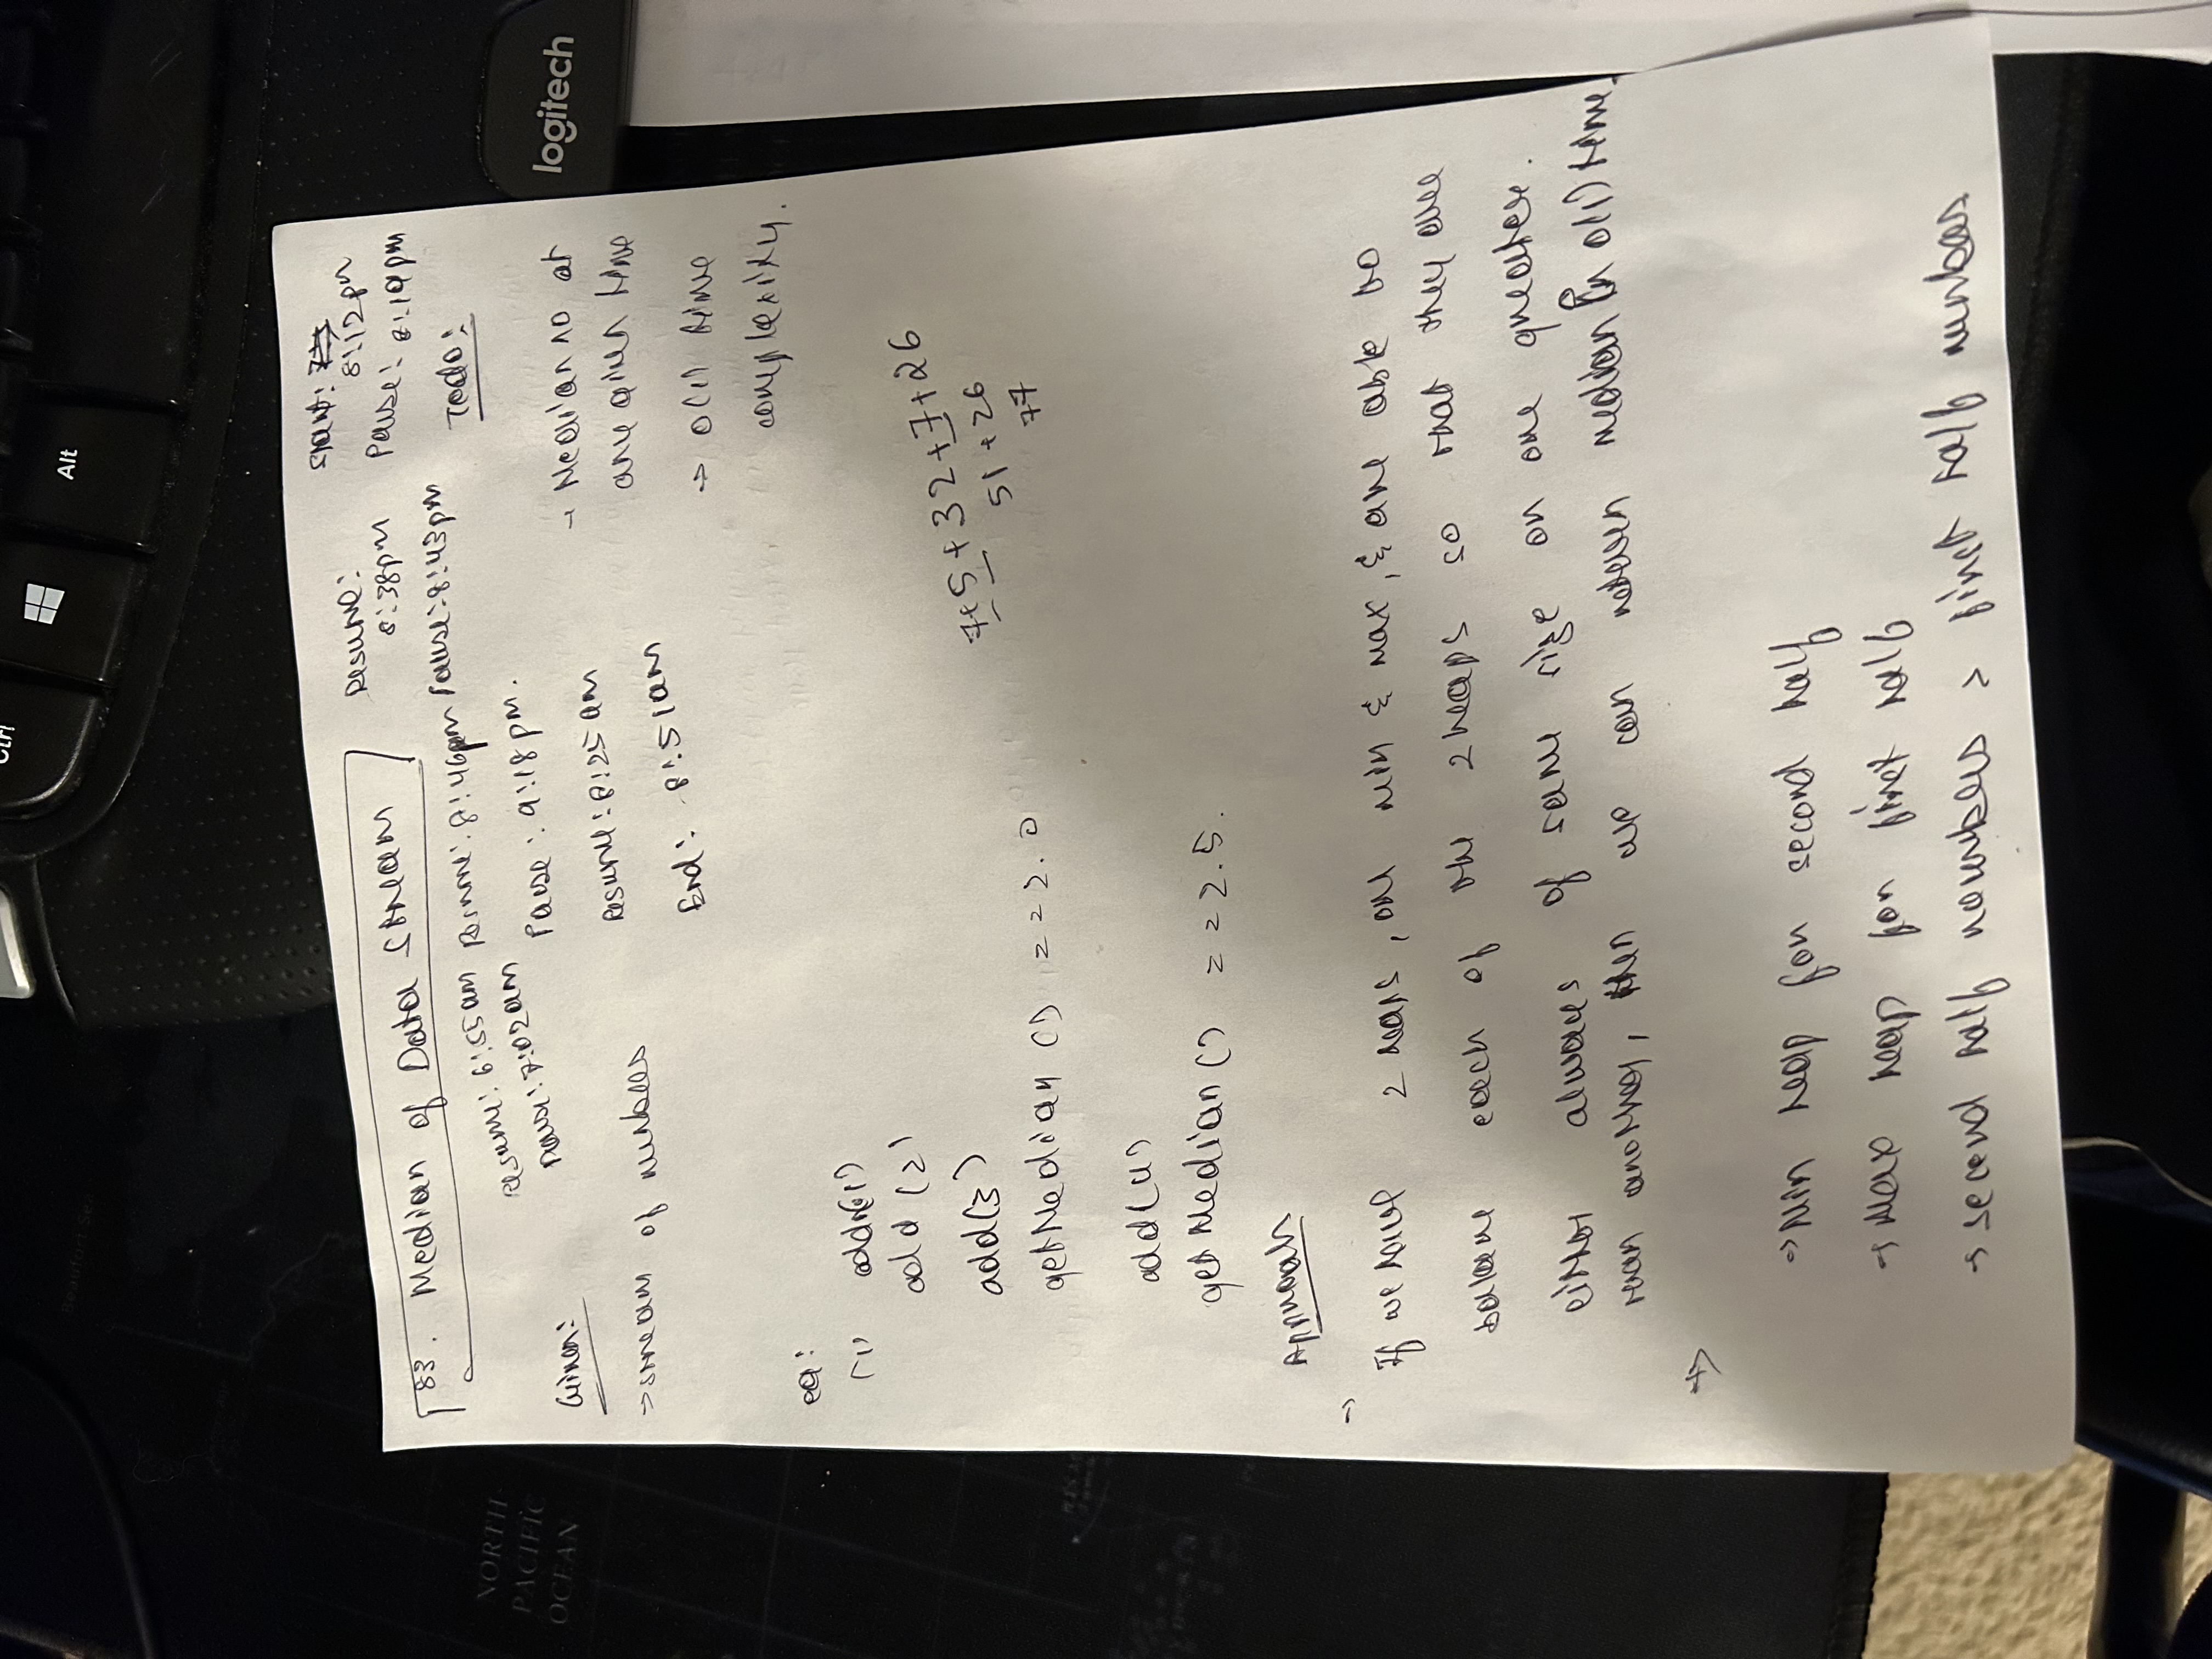 Ctrl
Alt
Beaufort Sea
NORTH
PACIFIC
OCEAN
logitech
83. Median of Data Stream
Resume:
8:38pm
Start:
8:12pm
Pause: 8:19pm
Resume: 6:55am Resume: 8:46pm Pause: 8:43pm
Pause: 7:02am
Pause: 9:18pm.
Todo:
Given:
→ stream of numbers
Resume: 8:25am
End: 8:51am
→ Median no at
any given time
→ O(1) time
complexity.
eg:
(1) add(1)
add (2)
add(3)
getMedian () == 2.0
add(4)
getMedian () == 2.5.
7+5+32+7+26
51+26
77
Approach
→
If we have 2 heaps, one min & max, & are able to
balance each of the 2 heaps so that they are
either always of same size or one greater
than another, then we can return median in O(1) time.
→
→ Min heap for second half
→ Max heap for first half
→ second half numbers > first half numbers